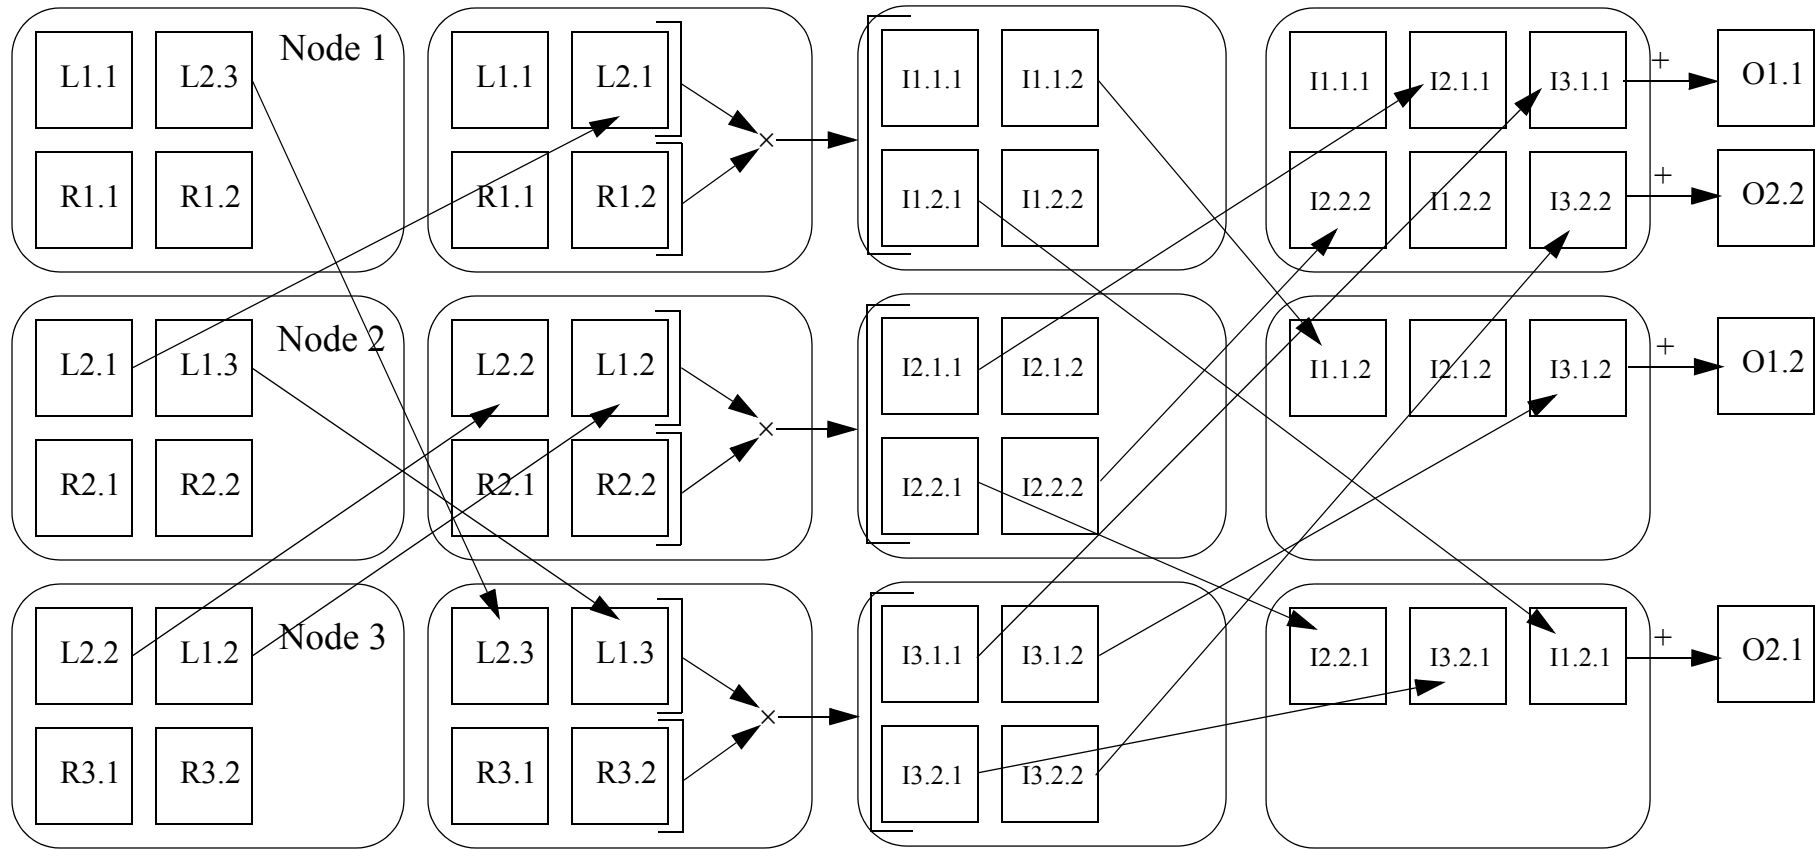 L1.1 L2.3 Node 1 L1.1 L2.1 I1.1.1 I1.1.2 I1.1.1 I2.1.1 I3.1.1 + O1.1
×
R1.1 R1.2 R1.1 R1.2 I1.2.1 I1.2.2 I2.2.2 I1.2.2 I3.2.2 + O2.2
L2.1 L1.3 Node 2 L2.2 L1.2 I2.1.1 I2.1.2 I1.1.2 I2.1.2 I3.1.2 + O1.2
×
R2.1 R2.2 R2.1 R2.2 I2.2.1 I2.2.2
L2.2 L1.2 Node 3 L2.3 L1.3 I3.1.1 I3.1.2 I2.2.1 I3.2.1 I1.2.1 + O2.1
×
R3.1 R3.2 R3.1 R3.2 I3.2.1 I3.2.2